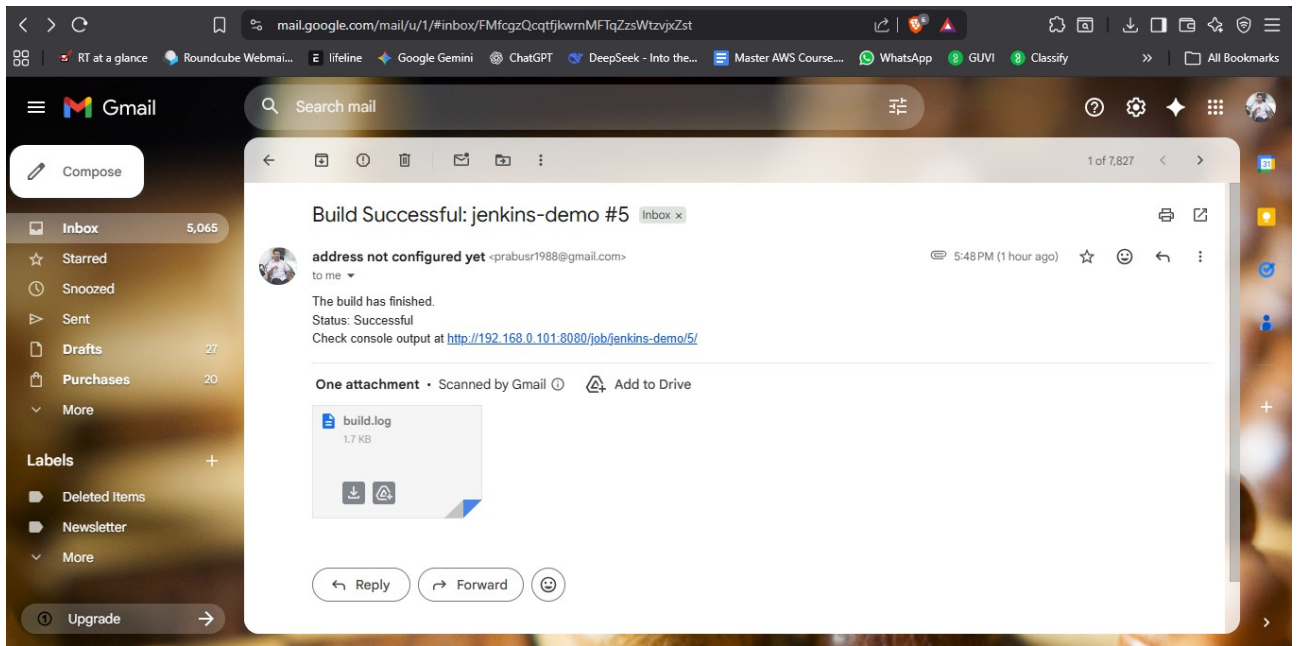 mail.google.com/mail/u/1/#inbox/FMfcgzQcqtfjkwrnMFTqZzsWtzvjxZst
RT at a glance Roundcube Webmai... lifeline Google Gemini ChatGPT DeepSeek - Into the... Master AWS Course.... WhatsApp GUVI Classify » All Bookmarks
Gmail
Search mail
Compose
1 of 7,827
Inbox 5,065
Starred
Snoozed
Sent
Drafts 27
Purchases 20
More
Labels
Deleted Items
Newsletter
More
Upgrade
Build Successful: jenkins-demo #5 Inbox x
address not configured yet <prabusr1988@gmail.com> 5:48 PM (1 hour ago)
to me
The build has finished.
Status: Successful
Check console output at http://192.168.0.101:8080/job/jenkins-demo/5/
One attachment • Scanned by Gmail Add to Drive
build.log
1.7 KB
Reply Forward
31